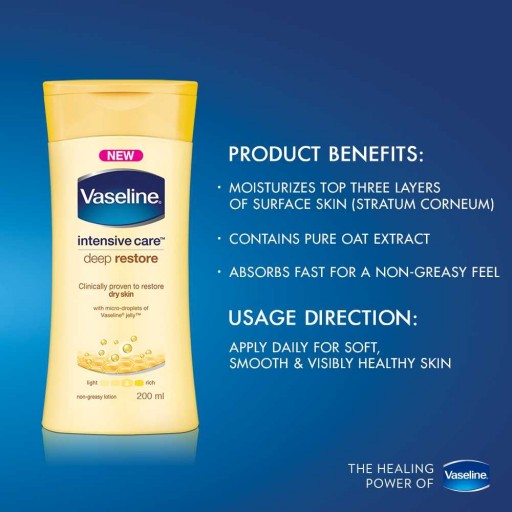 NEW
Vaseline®
intensive care™
deep restore
Clinically proven to restore
dry skin
with micro-droplets of
Vaseline® jelly™
light
rich
non-greasy lotion
200 ml
PRODUCT BENEFITS:
· MOISTURIZES TOP THREE LAYERS
OF SURFACE SKIN (STRATUM CORNEUM)
· CONTAINS PURE OAT EXTRACT
· ABSORBS FAST FOR A NON-GREASY FEEL
USAGE DIRECTION:
APPLY DAILY FOR SOFT,
SMOOTH & VISIBLY HEALTHY SKIN
THE HEALING
POWER OF
Vaseline.